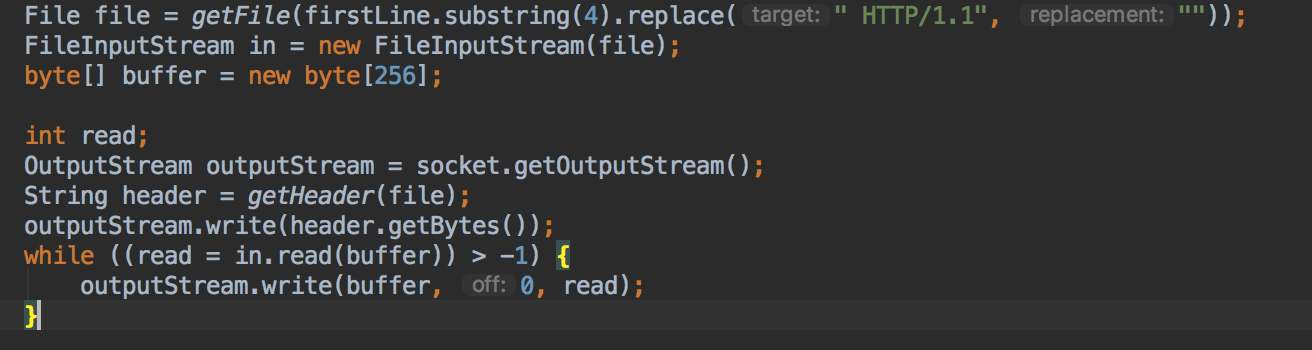 File file = getFile(firstLine.substring(4).replace( target: " HTTP/1.1", replacement: ""));
FileInputStream in = new FileInputStream(file);
byte[] buffer = new byte[256];
int read;
OutputStream outputStream = socket.getOutputStream();
String header = getHeader(file);
outputStream.write(header.getBytes());
while ((read = in.read(buffer)) > -1) {
outputStream.write(buffer, off: 0, read);
}